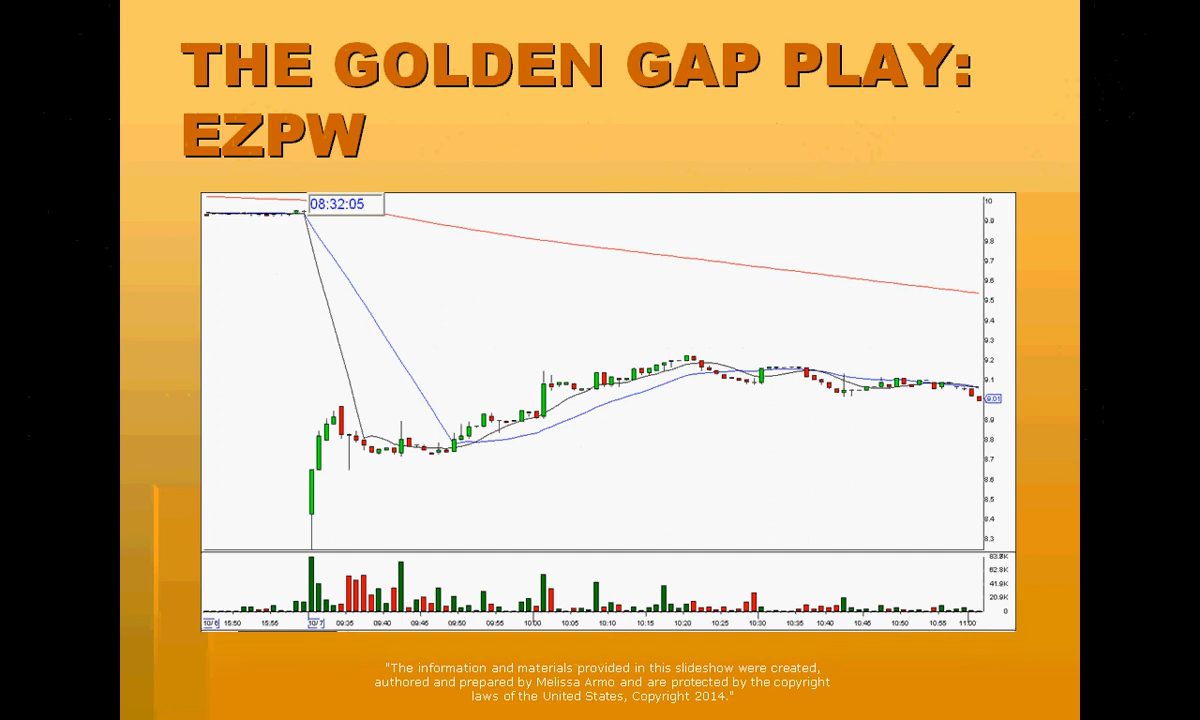 THE GOLDEN GAP PLAY:
EZPW
08:32:05
10
9.9
9.8
9.7
9.6
9.5
9.4
9.3
9.2
9.1
9.01
8.9
8.8
8.7
8.6
8.5
8.4
8.3
62.8K
41.9K
20.9K
0
10/6 15:50 15:55 10/7 09:35 09:40 09:45 09:50 09:55 10:00 10:05 10:10 10:15 10:20 10:25 10:30 10:35 10:40 10:45 10:50 10:55 11:00
"The information and materials provided in this slideshow were created,
authored and prepared by Melissa Armo and are protected by the copyright
laws of the United States, Copyright 2014."